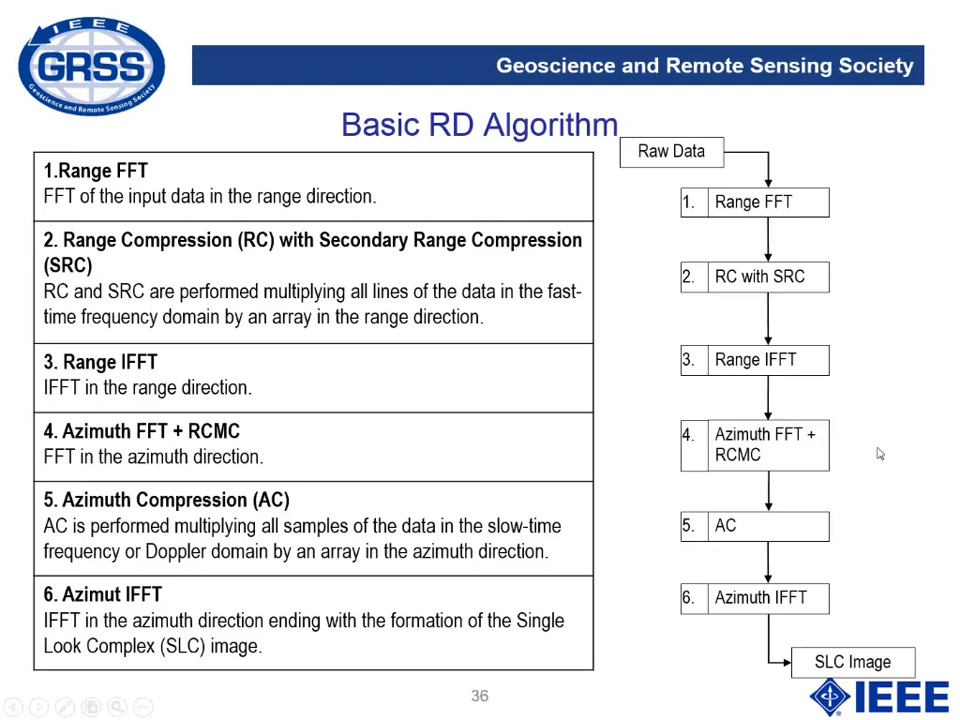 IEEE
GRSS
Geoscience and Remote Sensing Society
Geoscience and Remote Sensing Society
Basic RD Algorithm
1.Range FFT
FFT of the input data in the range direction.
2. Range Compression (RC) with Secondary Range Compression
(SRC)
RC and SRC are performed multiplying all lines of the data in the fast-
time frequency domain by an array in the range direction.
3. Range IFFT
IFFT in the range direction.
4. Azimuth FFT + RCMC
FFT in the azimuth direction.
5. Azimuth Compression (AC)
AC is performed multiplying all samples of the data in the slow-time
frequency or Doppler domain by an array in the azimuth direction.
6. Azimut IFFT
IFFT in the azimuth direction ending with the formation of the Single
Look Complex (SLC) image.
Raw Data
1. Range FFT
2. RC with SRC
3. Range IFFT
4. Azimuth FFT +
RCMC
5. AC
6. Azimuth IFFT
SLC Image
36
IEEE